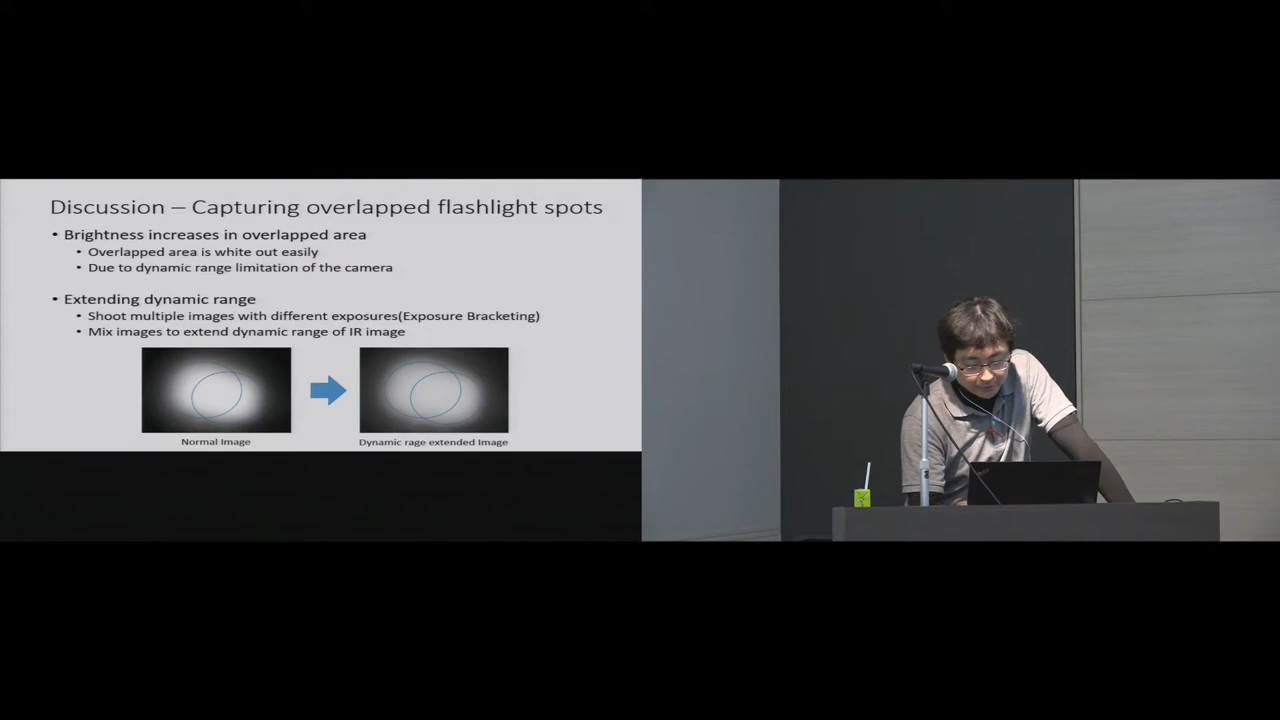 Discussion – Capturing overlapped flashlight spots
• Brightness increases in overlapped area
• Overlapped area is white out easily
• Due to dynamic range limitation of the camera
• Extending dynamic range
• Shoot multiple images with different exposures(Exposure Bracketing)
• Mix images to extend dynamic range of IR image
Normal Image
Dynamic rage extended Image